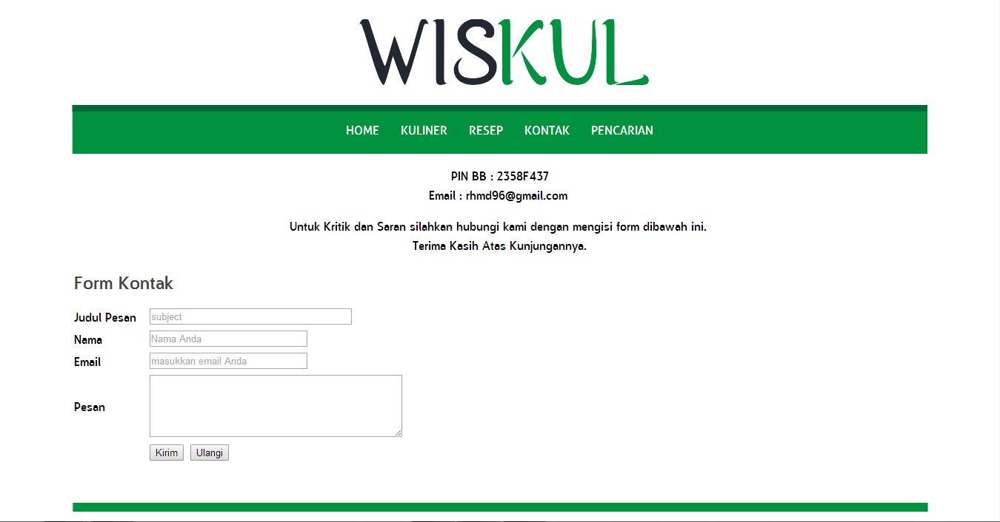 WISKUL
HOME KULINER RESEP KONTAK PENCARIAN
PIN BB : 2358F437
Email : rhmd96@gmail.com
Untuk Kritik dan Saran silahkan hubungi kami dengan mengisi form dibawah ini.
Terima Kasih Atas Kunjungannya.
Form Kontak
Judul Pesan subject
Nama Nama Anda
Email masukkan email Anda
Pesan
Kirim Ulangi